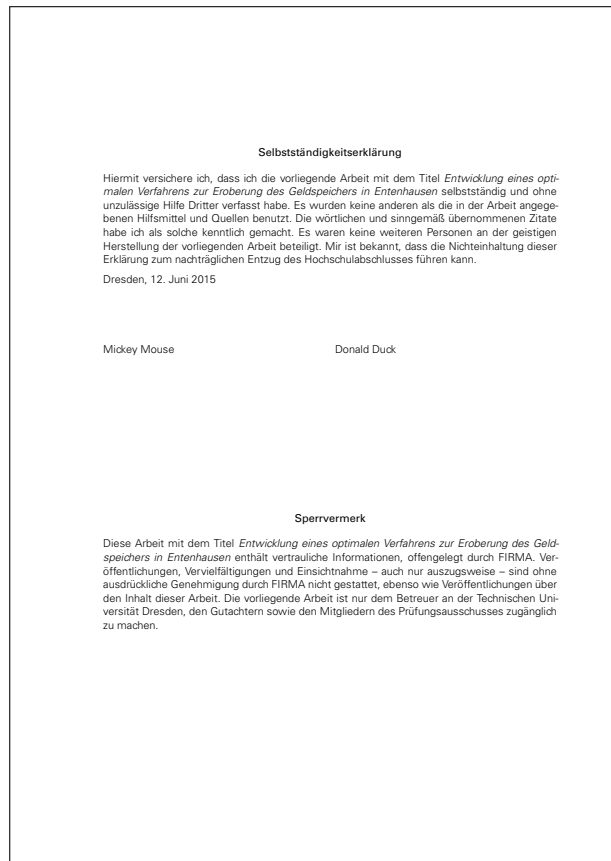 Selbstständigkeitserklärung
Hiermit versichere ich, dass ich die vorliegende Arbeit mit dem Titel Entwicklung eines opti-
malen Verfahrens zur Eroberung des Geldspeichers in Entenhausen selbstständig und ohne
unzulässige Hilfe Dritter verfasst habe. Es wurden keine anderen als die in der Arbeit angege-
benen Hilfsmittel und Quellen benutzt. Die wörtlichen und sinngemäß übernommenen Zitate
habe ich als solche kenntlich gemacht. Es waren keine weiteren Personen an der geistigen
Herstellung der vorliegenden Arbeit beteiligt. Mir ist bekannt, dass die Nichteinhaltung dieser
Erklärung zum nachträglichen Entzug des Hochschulabschlusses führen kann.
Dresden, 12. Juni 2015
Mickey Mouse Donald Duck
Sperrvermerk
Diese Arbeit mit dem Titel Entwicklung eines optimalen Verfahrens zur Eroberung des Geld-
speichers in Entenhausen enthält vertrauliche Informationen, offengelegt durch FIRMA. Ver-
öffentlichungen, Vervielfältigungen und Einsichtnahme – auch nur auszugsweise – sind ohne
ausdrückliche Genehmigung durch FIRMA nicht gestattet, ebenso wie Veröffentlichungen über
den Inhalt dieser Arbeit. Die vorliegende Arbeit ist nur dem Betreuer an der Technischen Uni-
versität Dresden, den Gutachtern sowie den Mitgliedern des Prüfungsausschusses zugänglich
zu machen.